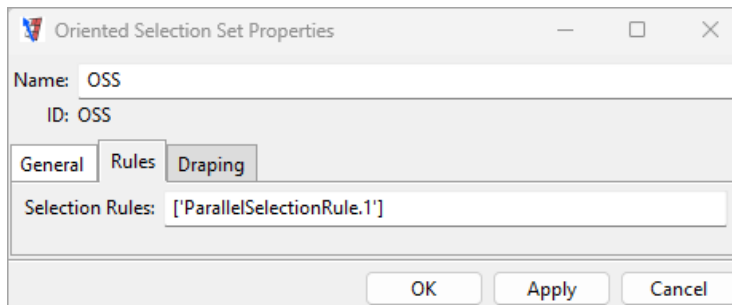 Oriented Selection Set Properties
Name: OSS
ID: OSS
General Rules Draping
Selection Rules: ['ParallelSelectionRule.1']
OK Apply Cancel